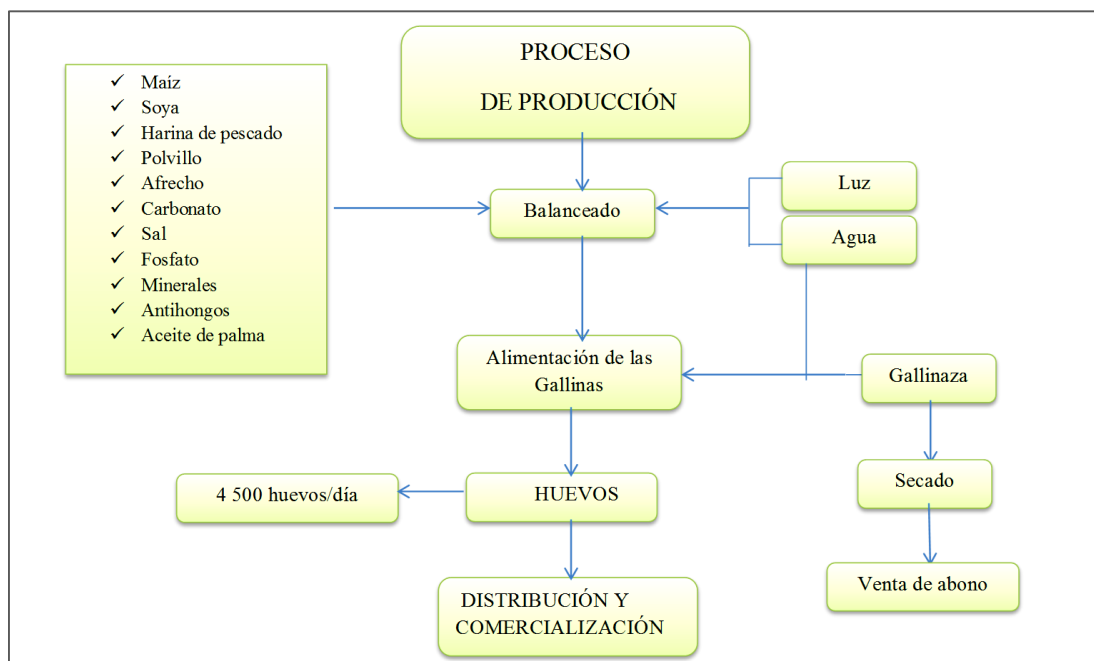 PROCESO
DE PRODUCCIÓN
✓ Maíz
✓ Soya
✓ Harina de pescado
✓ Polvillo
✓ Afrecho
✓ Carbonato
✓ Sal
✓ Fosfato
✓ Minerales
✓ Antihongos
✓ Aceite de palma
Balanceado
Luz
Agua
Alimentación de las
Gallinas
Gallinaza
4 500 huevos/día
HUEVOS
Secado
DISTRIBUCIÓN Y
COMERCIALIZACIÓN
Venta de abono